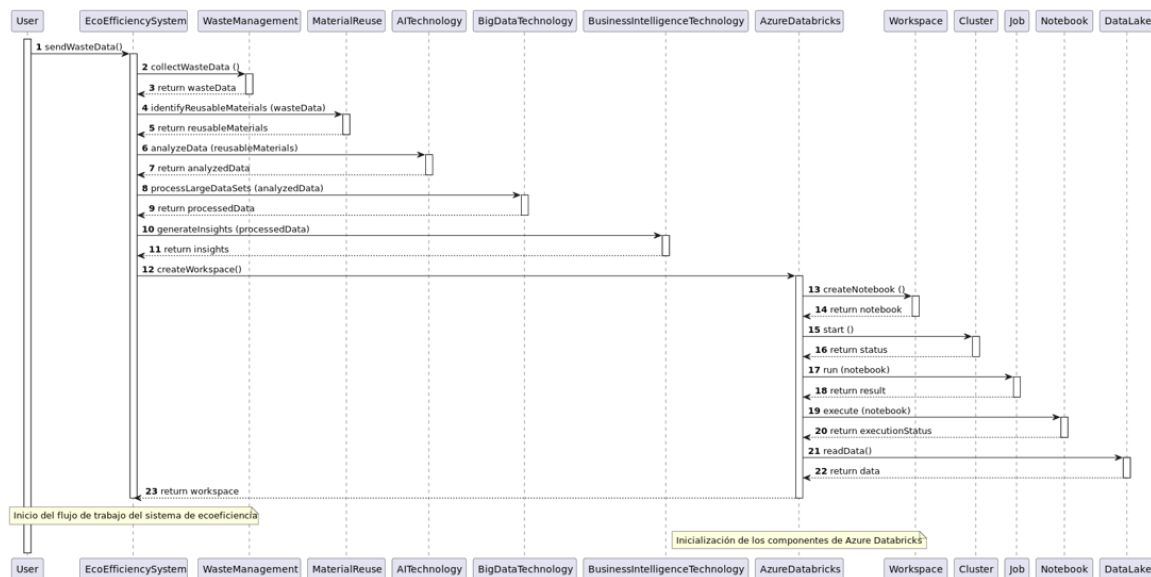 User EcoEfficiencySystem WasteManagement MaterialReuse AITechnology BigDataTechnology BusinessIntelligenceTechnology AzureDatabricks Workspace Cluster Job Notebook DataLake
1 sendWasteData()
2 collectWasteData ()
3 return wasteData
4 identifyReusableMaterials (wasteData)
5 return reusableMaterials
6 analyzeData (reusableMaterials)
7 return analyzedData
8 processLargeDataSets (analyzedData)
9 return processedData
10 generateInsights (processedData)
11 return insights
12 createWorkspace()
13 createNotebook ()
14 return notebook
15 start ()
16 return status
17 run (notebook)
18 return result
19 execute (notebook)
20 return executionStatus
21 readData()
22 return data
23 return workspace
Inicio del flujo de trabajo del sistema de ecoeficiencia
Inicialización de los componentes de Azure Databricks
User EcoEfficiencySystem WasteManagement MaterialReuse AITechnology BigDataTechnology BusinessIntelligenceTechnology AzureDatabricks Workspace Cluster Job Notebook DataLake